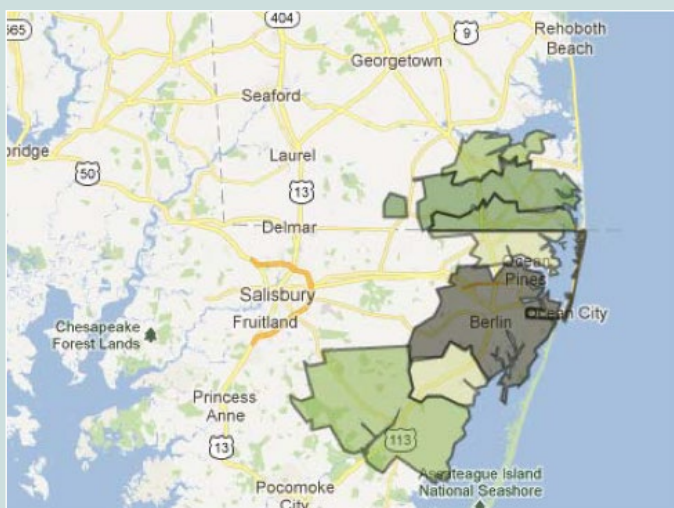 404
565
9
Rehoboth
Beach
Georgetown
Seaford
Laurel
bridge
50
13
Delmar
Ocean
Pines
Salisbury
Ocean City
Fruitland
Berlin
Chesapeake
Forest Lands
Princess
Anne
113
13
Assateague Island
National Seashore
Pocomoke
City